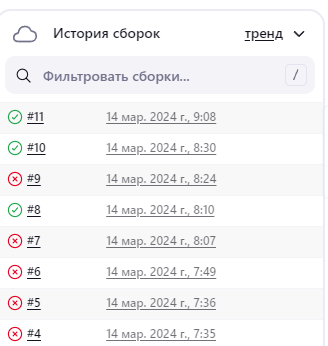 История сборок тренд
Фильтровать сборки... /
#11 14 мар. 2024 г., 9:08
#10 14 мар. 2024 г., 8:30
#9 14 мар. 2024 г., 8:24
#8 14 мар. 2024 г., 8:10
#7 14 мар. 2024 г., 8:07
#6 14 мар. 2024 г., 7:49
#5 14 мар. 2024 г., 7:36
#4 14 мар. 2024 г., 7:35